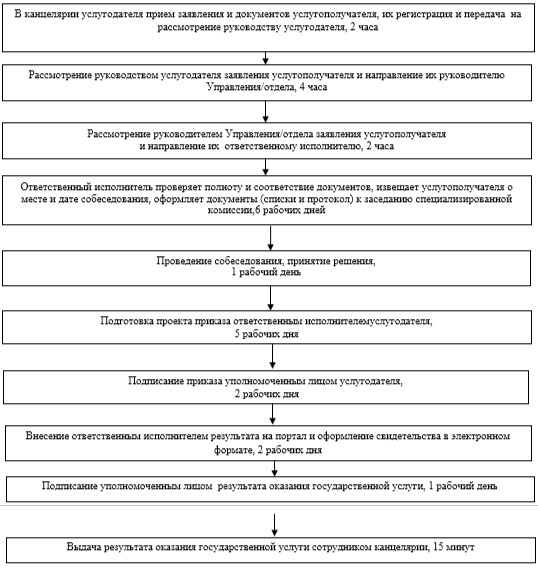 В канцелярии услугодателя прием заявления и документов услугополучателя, их регистрация и передача на
рассмотрение руководству услугодателя, 2 часа
Рассмотрение руководством услугодателя заявления услугополучателя и направление их руководителю
Управления/отдела, 4 часа
Рассмотрение руководителем Управления/отдела заявления услугополучателя
и направление их ответственному исполнителю, 2 часа
Ответственный исполнитель проверяет полноту и соответствие документов, извещает услугополучателя о
месте и дате собеседования, оформляет документы (списки и протокол) к заседанию специализированной
комиссии,6 рабочих дней
Проведение собеседования, принятие решения,
1 рабочий день
Подготовка проекта приказа ответственным исполнителемуслугодателя,
5 рабочих дня
Подписание приказа уполномоченным лицом услугодателя,
2 рабочих дня
Внесение ответственным исполнителем результата на портал и оформление свидетельства в электронном
формате, 2 рабочих дня
Подписание уполномоченным лицом результата оказания государственной услуги, 1 рабочий день
Выдача результата оказания государственной услуги сотрудником канцелярии, 15 минут